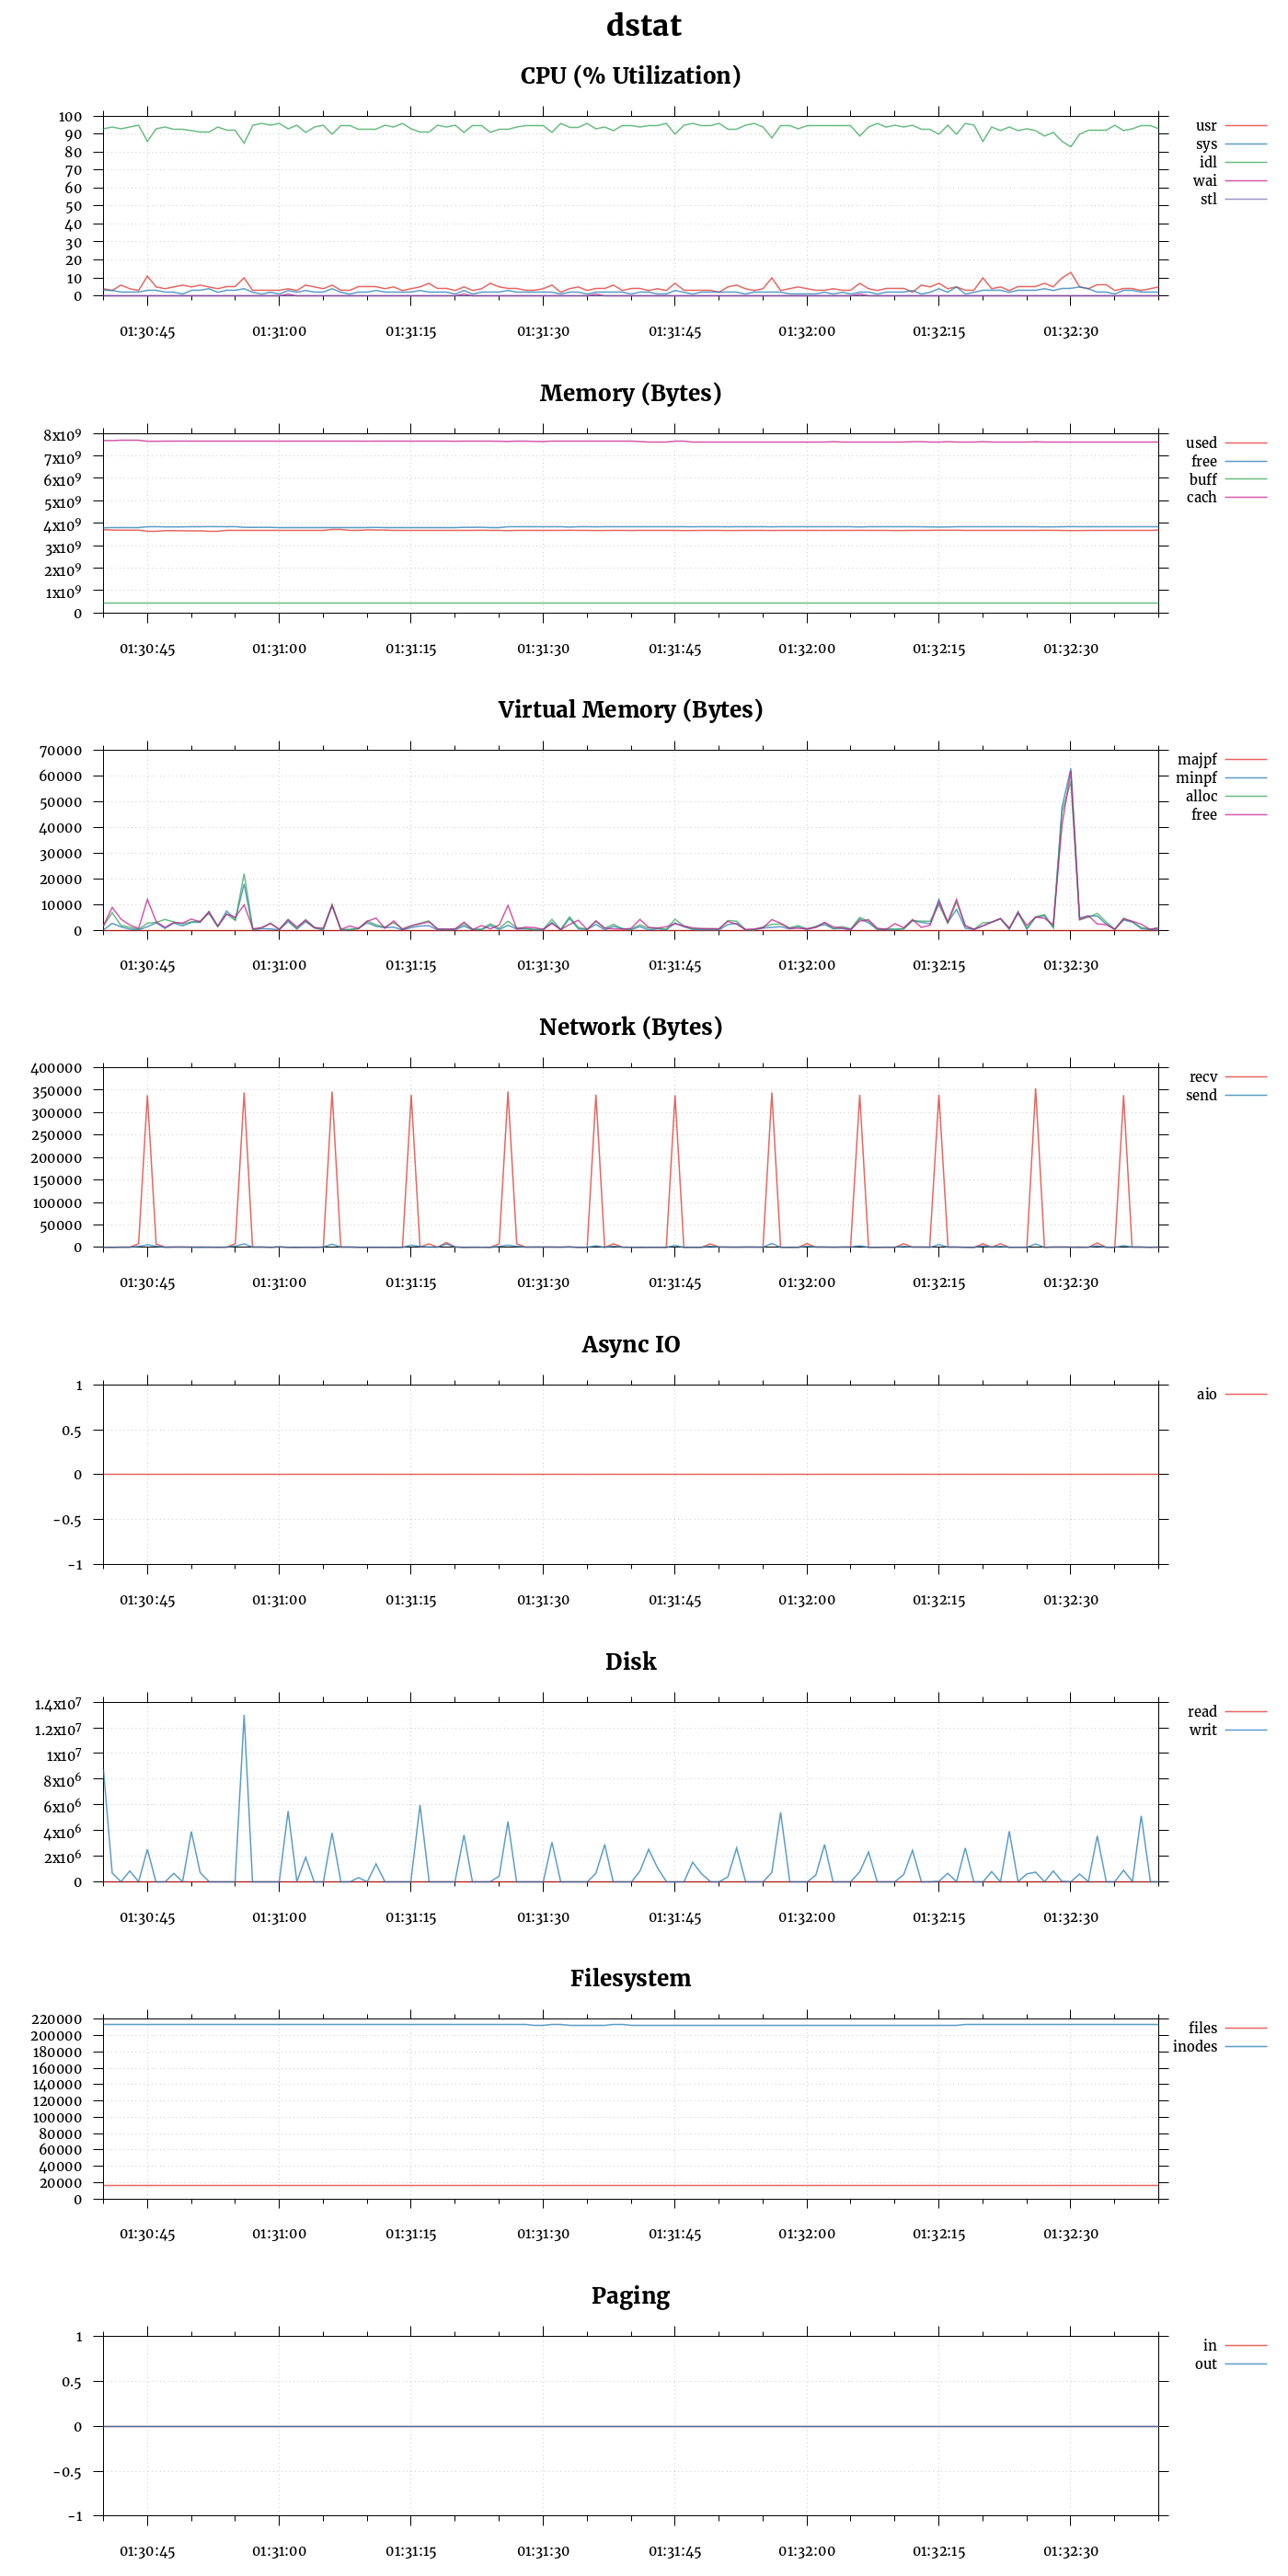 dstat
CPU (% Utilization)
100
90
80
70
60
50
40
30
20
10
0
usr
sys
idl
wai
stl
01:30:45 01:31:00 01:31:15 01:31:30 01:31:45 01:32:00 01:32:15 01:32:30
Memory (Bytes)
8x10⁹
7x10⁹
6x10⁹
5x10⁹
4x10⁹
3x10⁹
2x10⁹
1x10⁹
0
used
free
buff
cach
01:30:45 01:31:00 01:31:15 01:31:30 01:31:45 01:32:00 01:32:15 01:32:30
Virtual Memory (Bytes)
70000
60000
50000
40000
30000
20000
10000
0
majpf
minpf
alloc
free
01:30:45 01:31:00 01:31:15 01:31:30 01:31:45 01:32:00 01:32:15 01:32:30
Network (Bytes)
400000
350000
300000
250000
200000
150000
100000
50000
0
recv
send
01:30:45 01:31:00 01:31:15 01:31:30 01:31:45 01:32:00 01:32:15 01:32:30
Async IO
1
0.5
0
-0.5
-1
aio
01:30:45 01:31:00 01:31:15 01:31:30 01:31:45 01:32:00 01:32:15 01:32:30
Disk
1.4x10⁷
1.2x10⁷
1x10⁷
8x10⁶
6x10⁶
4x10⁶
2x10⁶
0
read
writ
01:30:45 01:31:00 01:31:15 01:31:30 01:31:45 01:32:00 01:32:15 01:32:30
Filesystem
220000
200000
180000
160000
140000
120000
100000
80000
60000
40000
20000
0
files
inodes
01:30:45 01:31:00 01:31:15 01:31:30 01:31:45 01:32:00 01:32:15 01:32:30
Paging
1
0.5
0
-0.5
-1
in
out
01:30:45 01:31:00 01:31:15 01:31:30 01:31:45 01:32:00 01:32:15 01:32:30